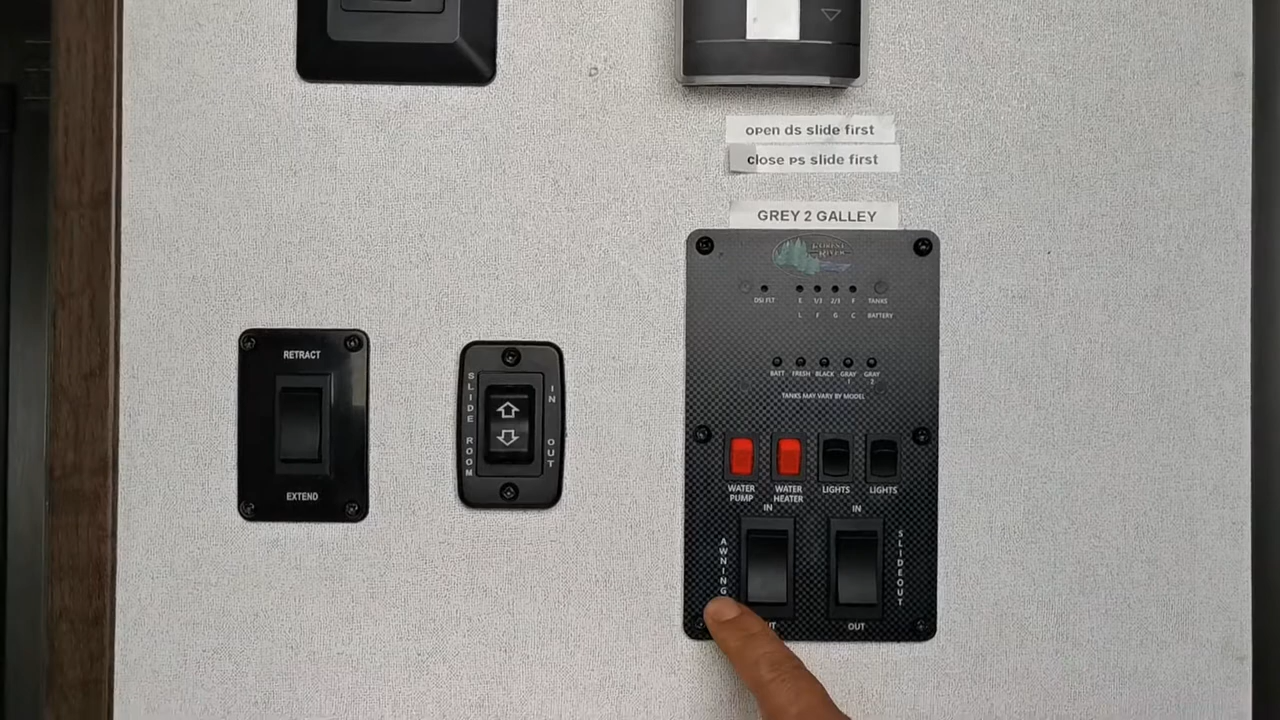 open ds slide first
close ps slide first
GREY 2 GALLEY
FOREST
RIVER
DSI FLT
E 1/3 2/3 F TANKS
L F G C BATTERY
BATT FRESH BLACK GRAY 1 GRAY 2
TANKS MAY VARY BY MODEL
RETRACT
EXTEND
SLIDE ROOM
IN
OUT
WATER PUMP
WATER HEATER
LIGHTS
LIGHTS
IN
IN
AWNING
SLIDEOUT
OUT